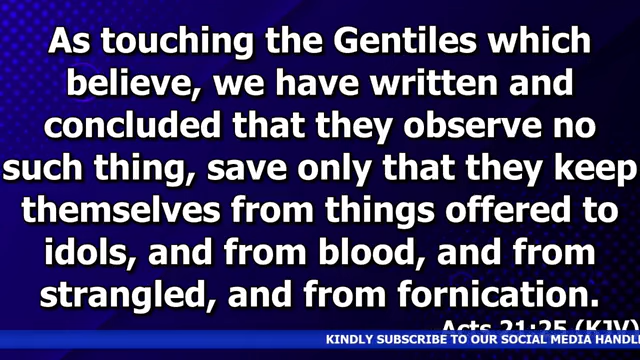 As touching the Gentiles which
believe, we have written and
concluded that they observe no
such thing, save only that they keep
themselves from things offered to
idols, and from blood, and from
strangled, and from fornication.
Acts 21:25 (KJV)
KINDLY SUBSCRIBE TO OUR SOCIAL MEDIA HANDL